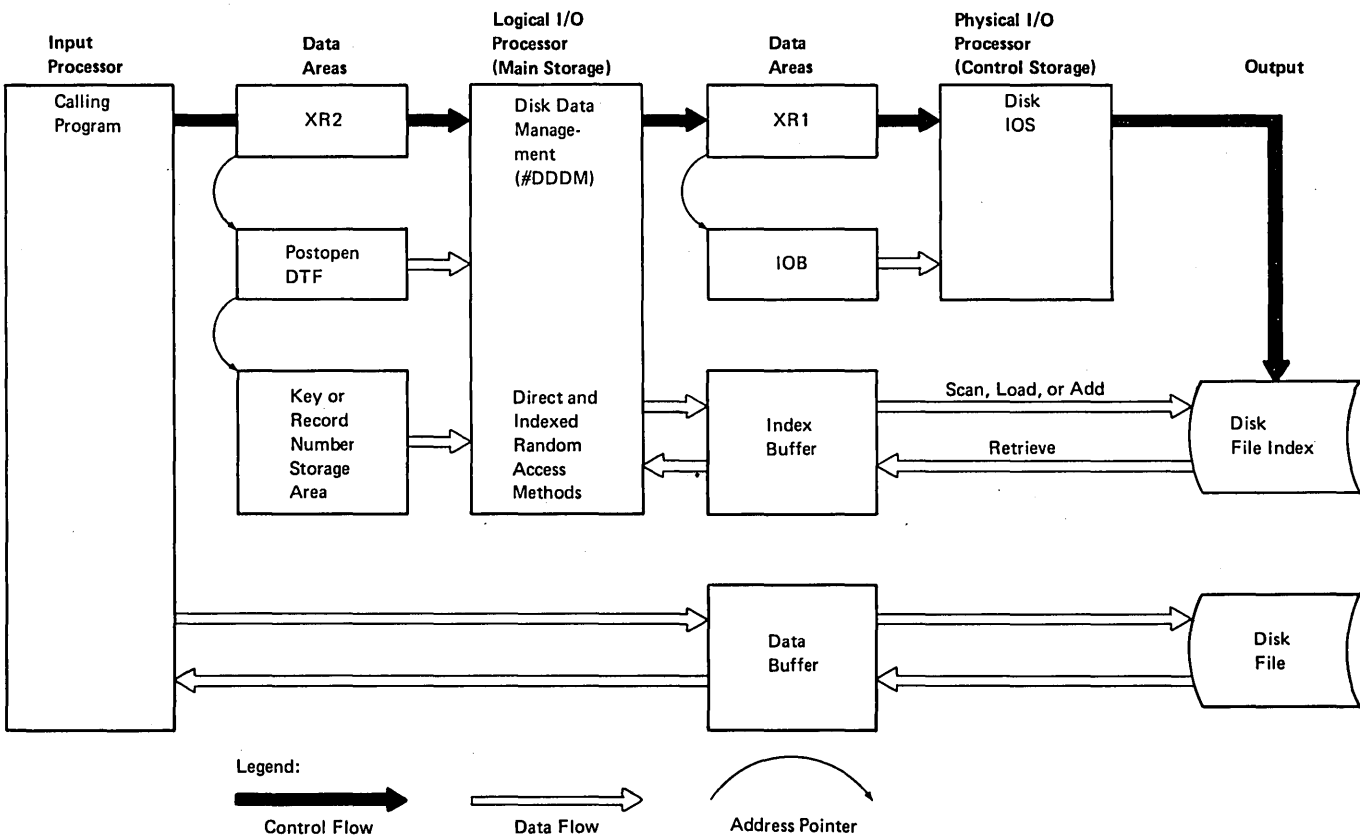 Input
Processor
Data
Areas
Logical I/O
Processor
(Main Storage)
Data
Areas
Physical I/O
Processor
(Control Storage)
Output
Calling
Program
XR2
Disk Data
Manage-
ment
(#DDDM)
XR1
Disk
IOS
Postopen
DTF
IOB
Key or
Record
Number
Storage
Area
Direct and
Indexed
Random
Access
Methods
Index
Buffer
Scan, Load, or Add
Retrieve
Disk
File Index
Data
Buffer
Disk
File
Legend:
Control Flow
Data Flow
Address Pointer